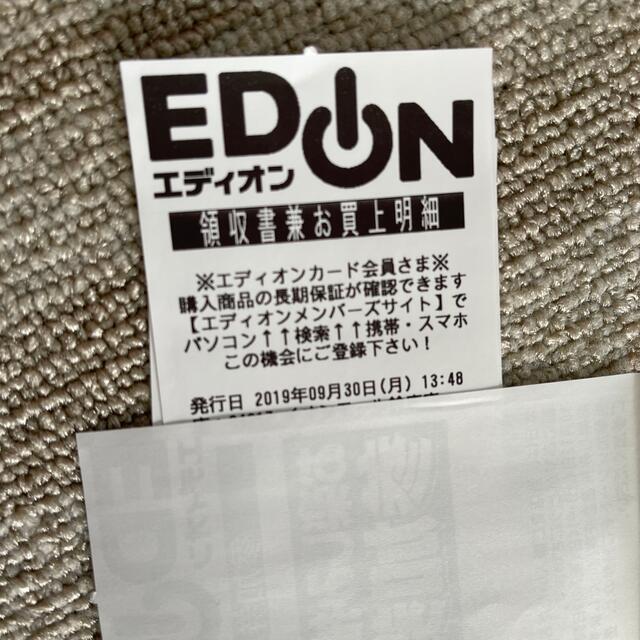 EDION
エディオン
領収書兼お買上明細
※エディオンカード会員さま※
購入商品の長期保証が確認できます
【エディオンメンバーズサイト】で
パソコン↑↑検索↑↑携帯・スマホ
この機会にご登録下さい！
発行日 2019年09月30日(月) 13:48